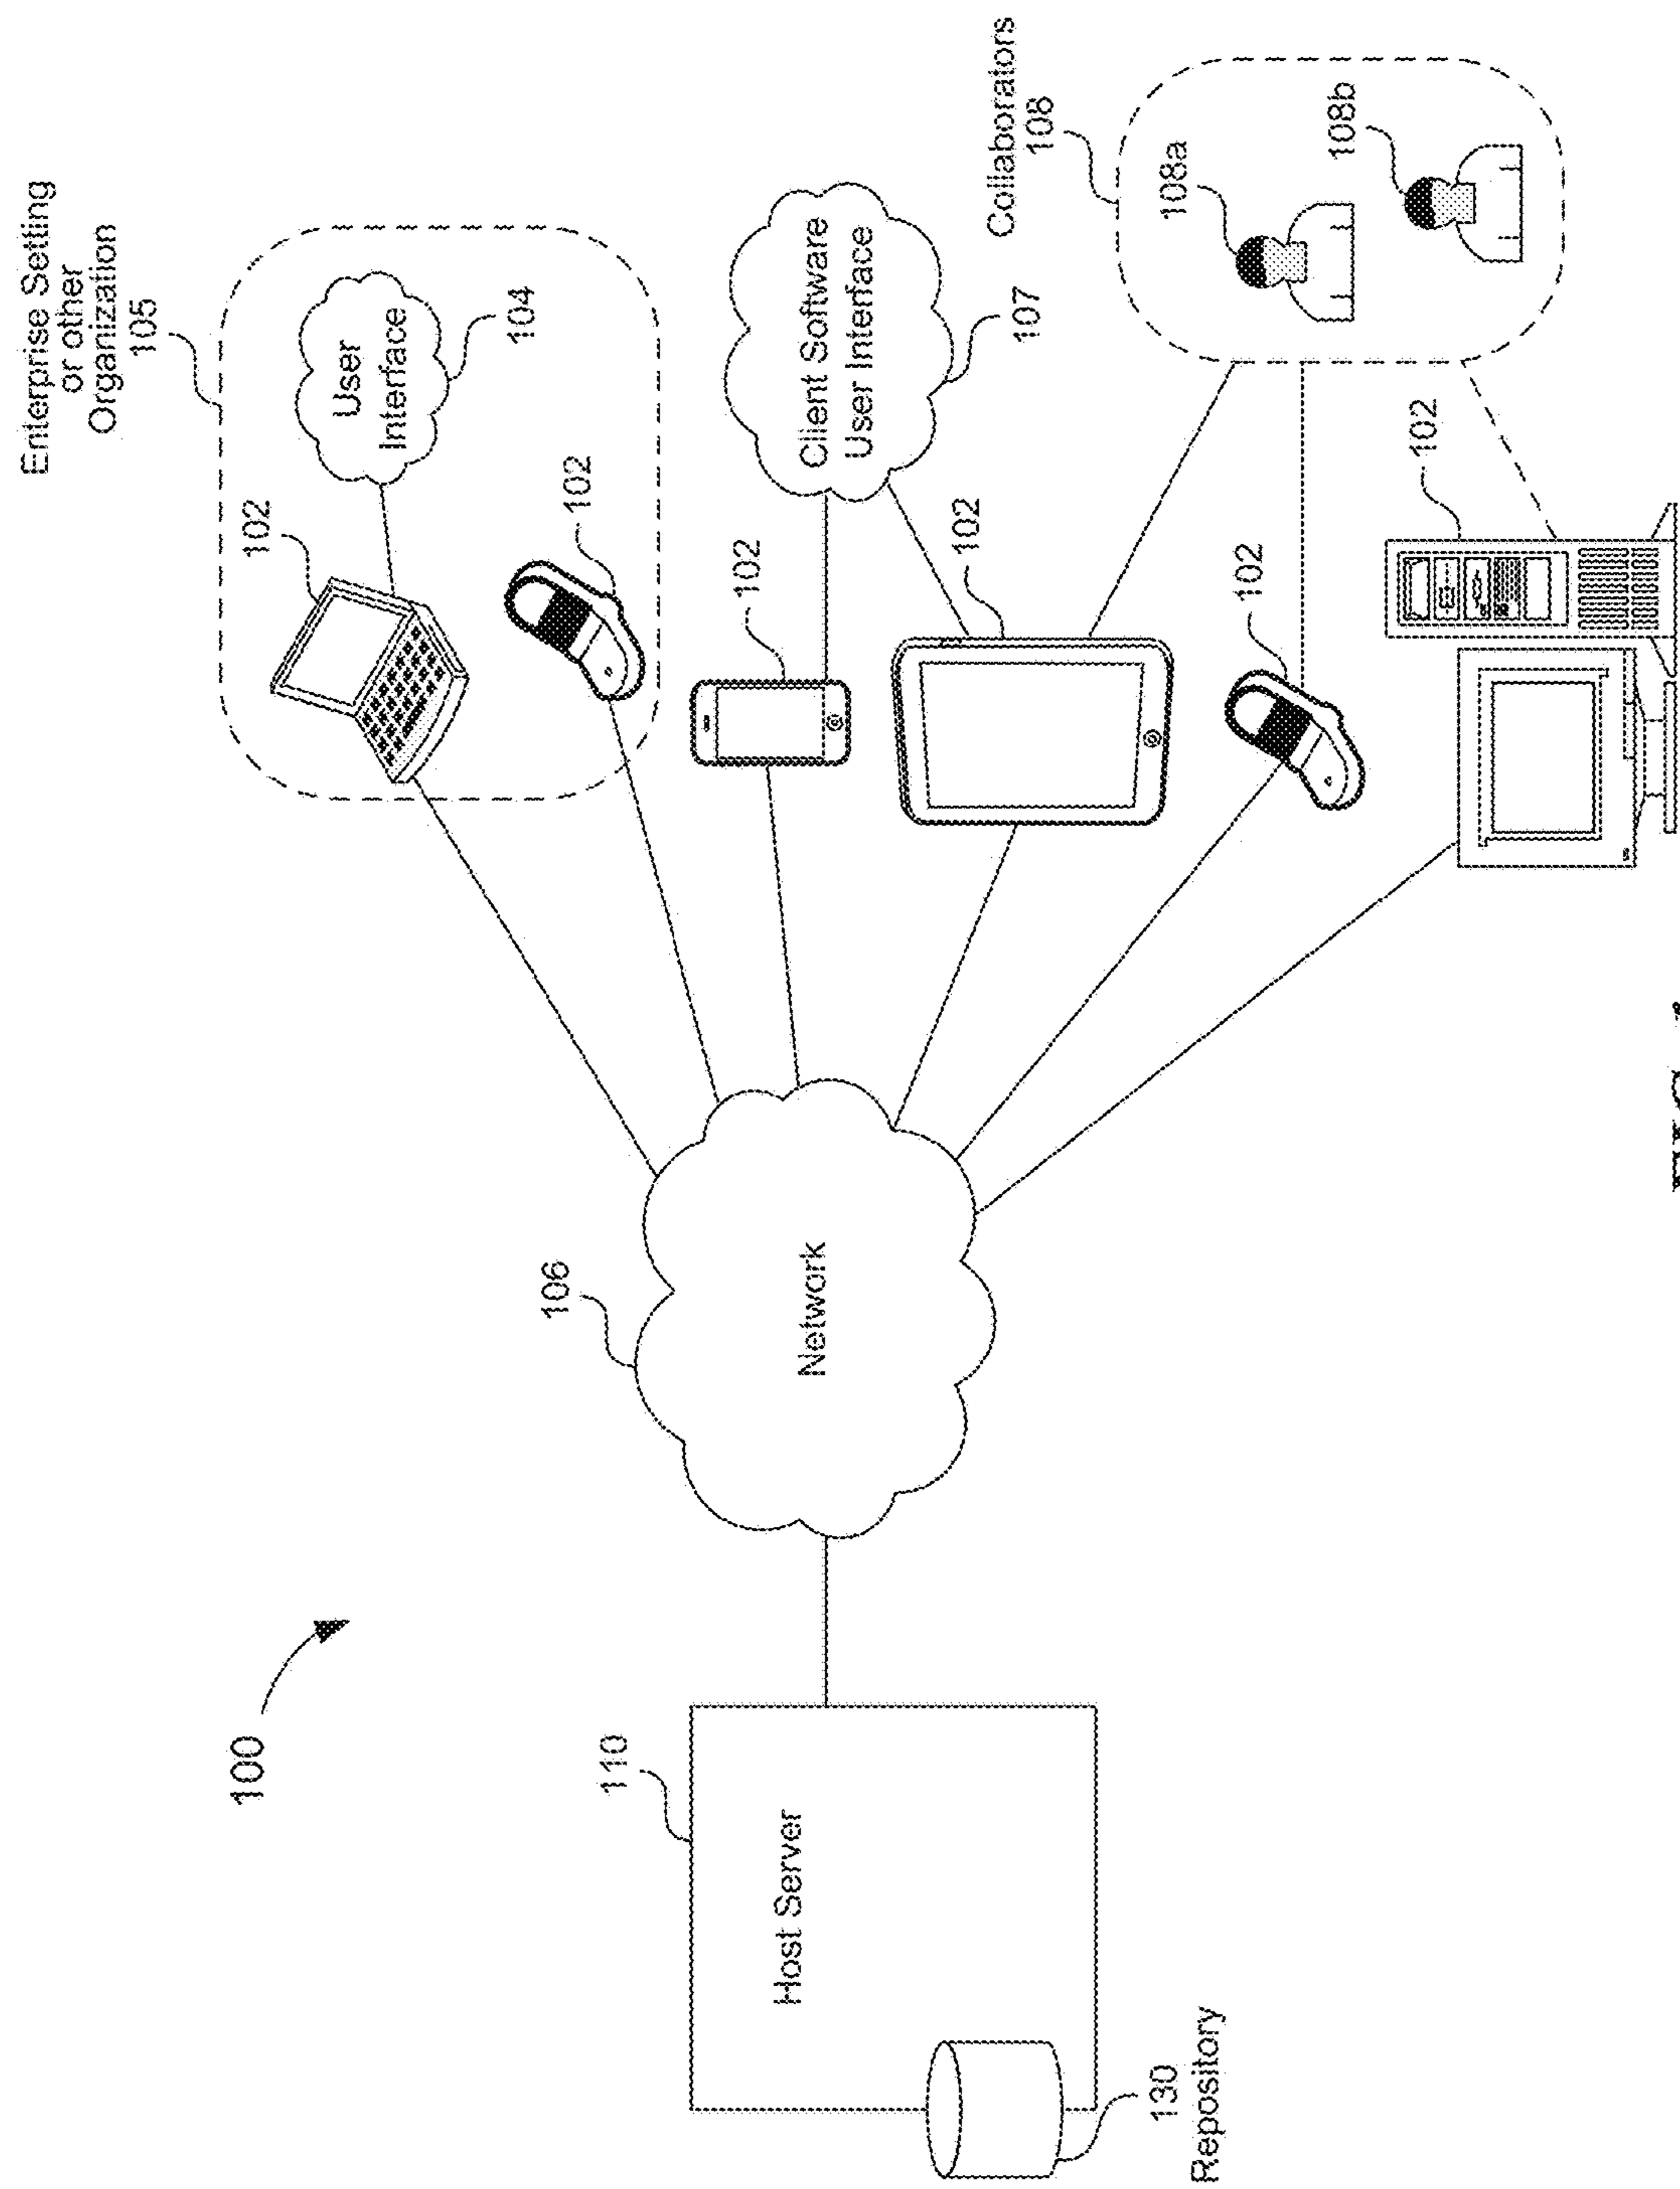 100
Enterprise Setting
or other
Organization
105
102
User
Interface
104
102
106
Network
102
Client Software
User Interface
107
110
Host Server
102
Collaborators
108
108a
108b
102
130
Repository
102